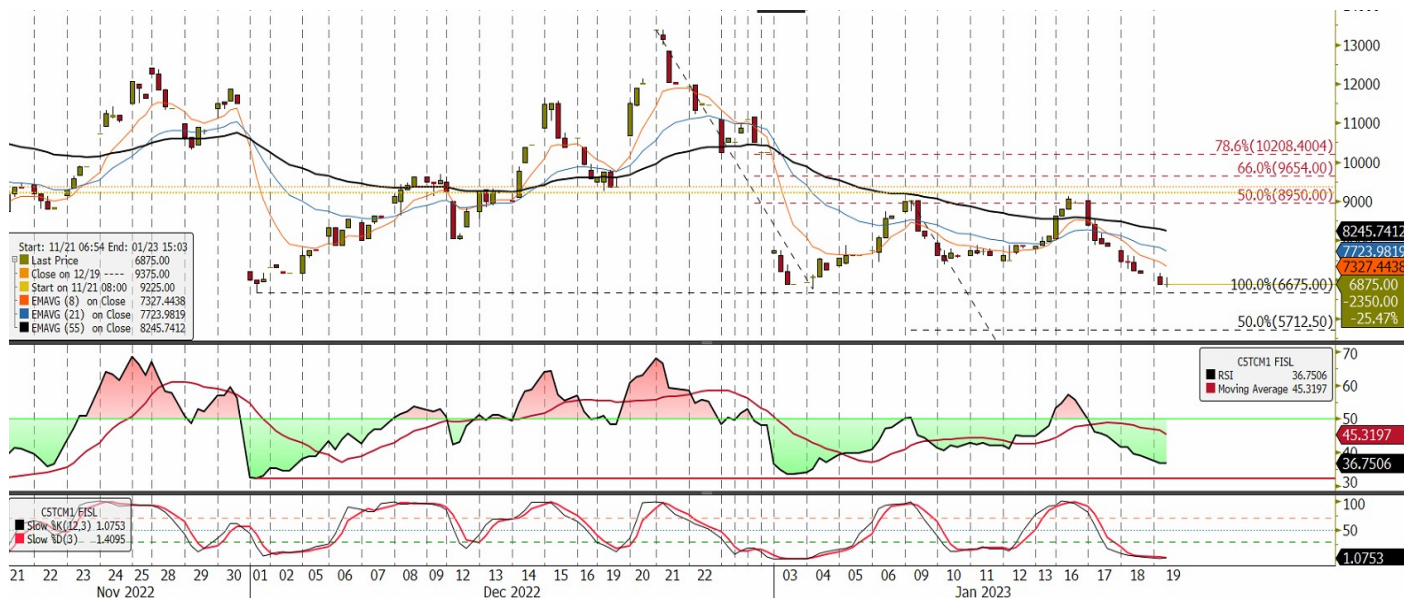 13000
12000
11000
78.6%(10208.4004)
10000
66.0%(9654.00)
50.0%(8950.00)
9000
8245.7412
7723.9819
7327.4438
100.0%(6675.00)
6875.00
-2350.00
-25.47%
50.0%(5712.50)
Start: 11/21 06:54 End: 01/23 15:03
Last Price 6875.00
Close on 12/19 ---- 9375.00
Start on 11/21 08:00 9225.00
EMAVG (8) on Close 7327.4438
EMAVG (21) on Close 7723.9819
EMAVG (55) on Close 8245.7412
C5TCM1 FISL
RSI 36.7506
Moving Average 45.3197
70
60
50
45.3197
40
36.7506
30
C5TCM1 FISL
Slow %K(12,3) 1.0753
Slow %D(3) 1.4095
100
50
1.0753
21 22 23 24 25 28 29 30 01 02 05 06 07 08 09 12 13 14 15 16 19 20 21 22 03 04 05 06 09 10 11 12 13 16 17 18 19
Nov 2022 Dec 2022 Jan 2023